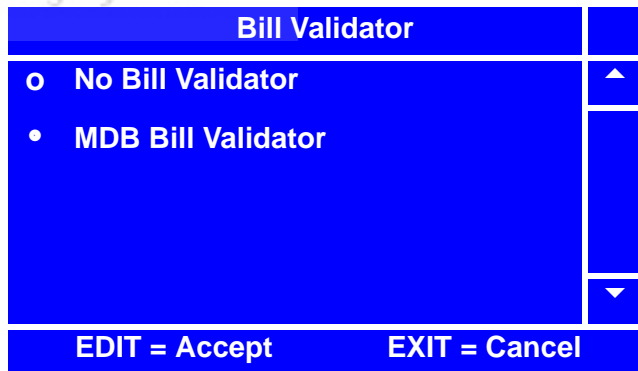 Bill Validator
o No Bill Validator
• MDB Bill Validator
EDIT = Accept EXIT = Cancel